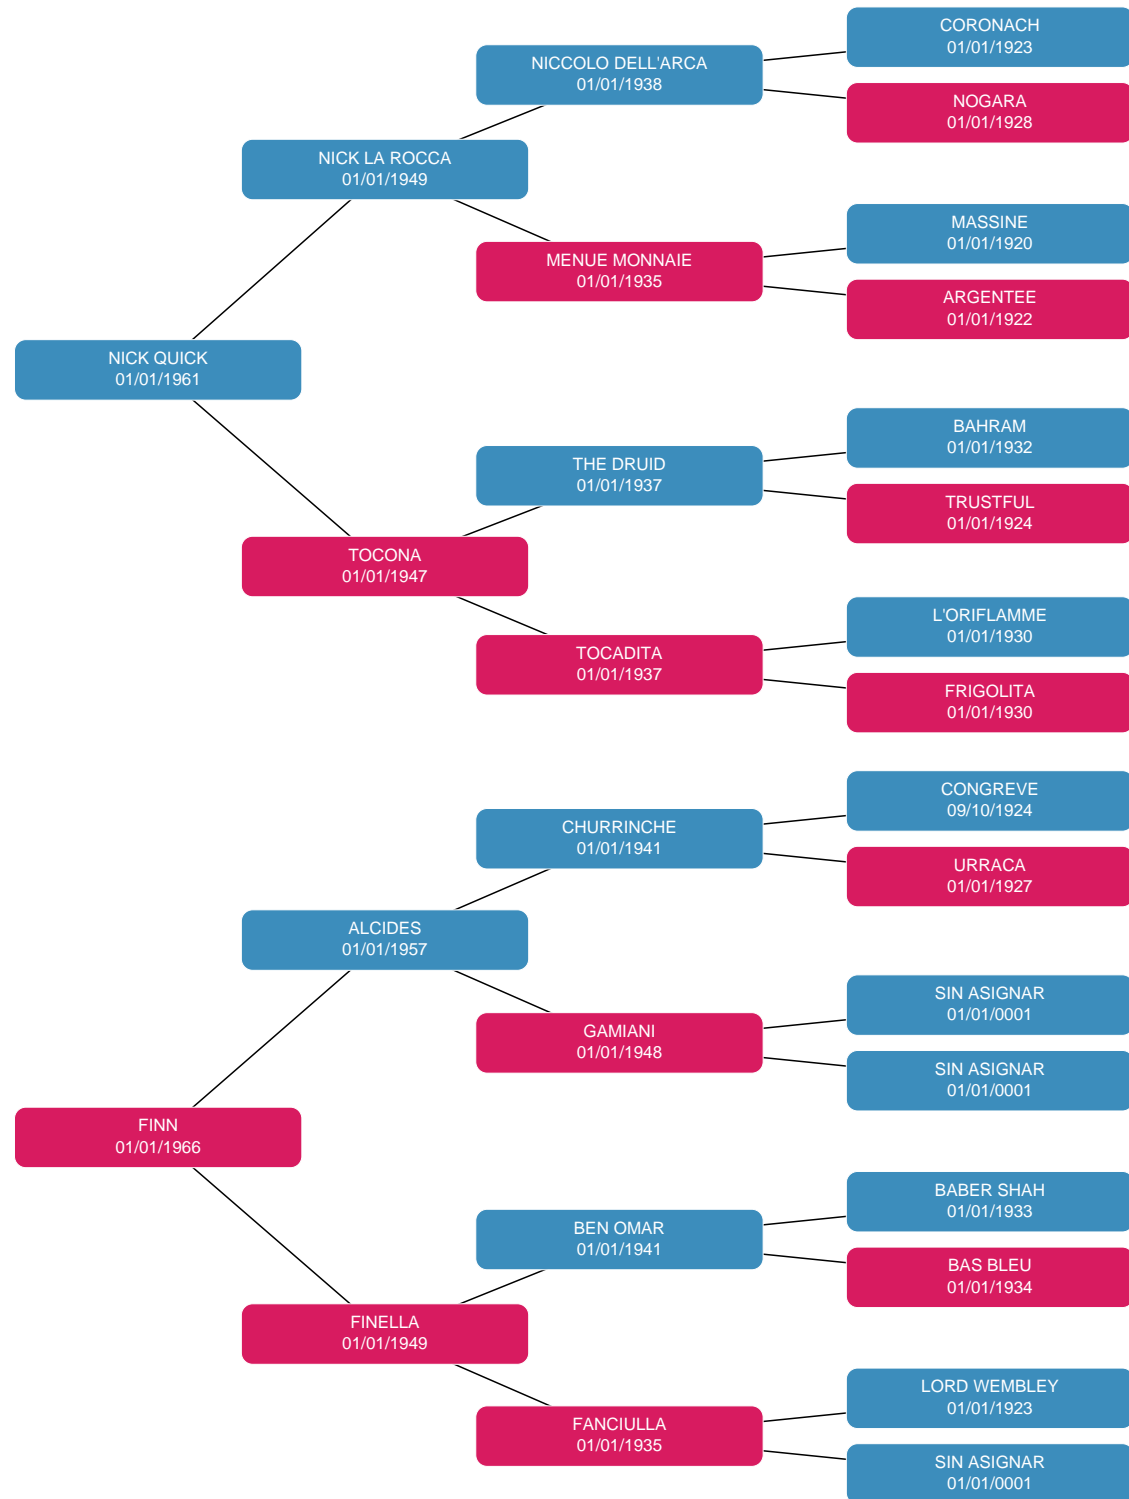 CORONACH
01/01/1923
NICCOLO DELL'ARCA
01/01/1938
NOGARA
01/01/1928
NICK LA ROCCA
01/01/1949
MASSINE
01/01/1920
MENUE MONNAIE
01/01/1935
ARGENTEE
01/01/1922
NICK QUICK
01/01/1961
BAHRAM
01/01/1932
THE DRUID
01/01/1937
TRUSTFUL
01/01/1924
TOCONA
01/01/1947
L'ORIFLAMME
01/01/1930
TOCADITA
01/01/1937
FRIGOLITA
01/01/1930
CONGREVE
09/10/1924
CHURRINCHE
01/01/1941
URRACA
01/01/1927
ALCIDES
01/01/1957
SIN ASIGNAR
01/01/0001
GAMIANI
01/01/1948
SIN ASIGNAR
01/01/0001
FINN
01/01/1966
BABER SHAH
01/01/1933
BEN OMAR
01/01/1941
BAS BLEU
01/01/1934
FINELLA
01/01/1949
LORD WEMBLEY
01/01/1923
FANCIULLA
01/01/1935
SIN ASIGNAR
01/01/0001